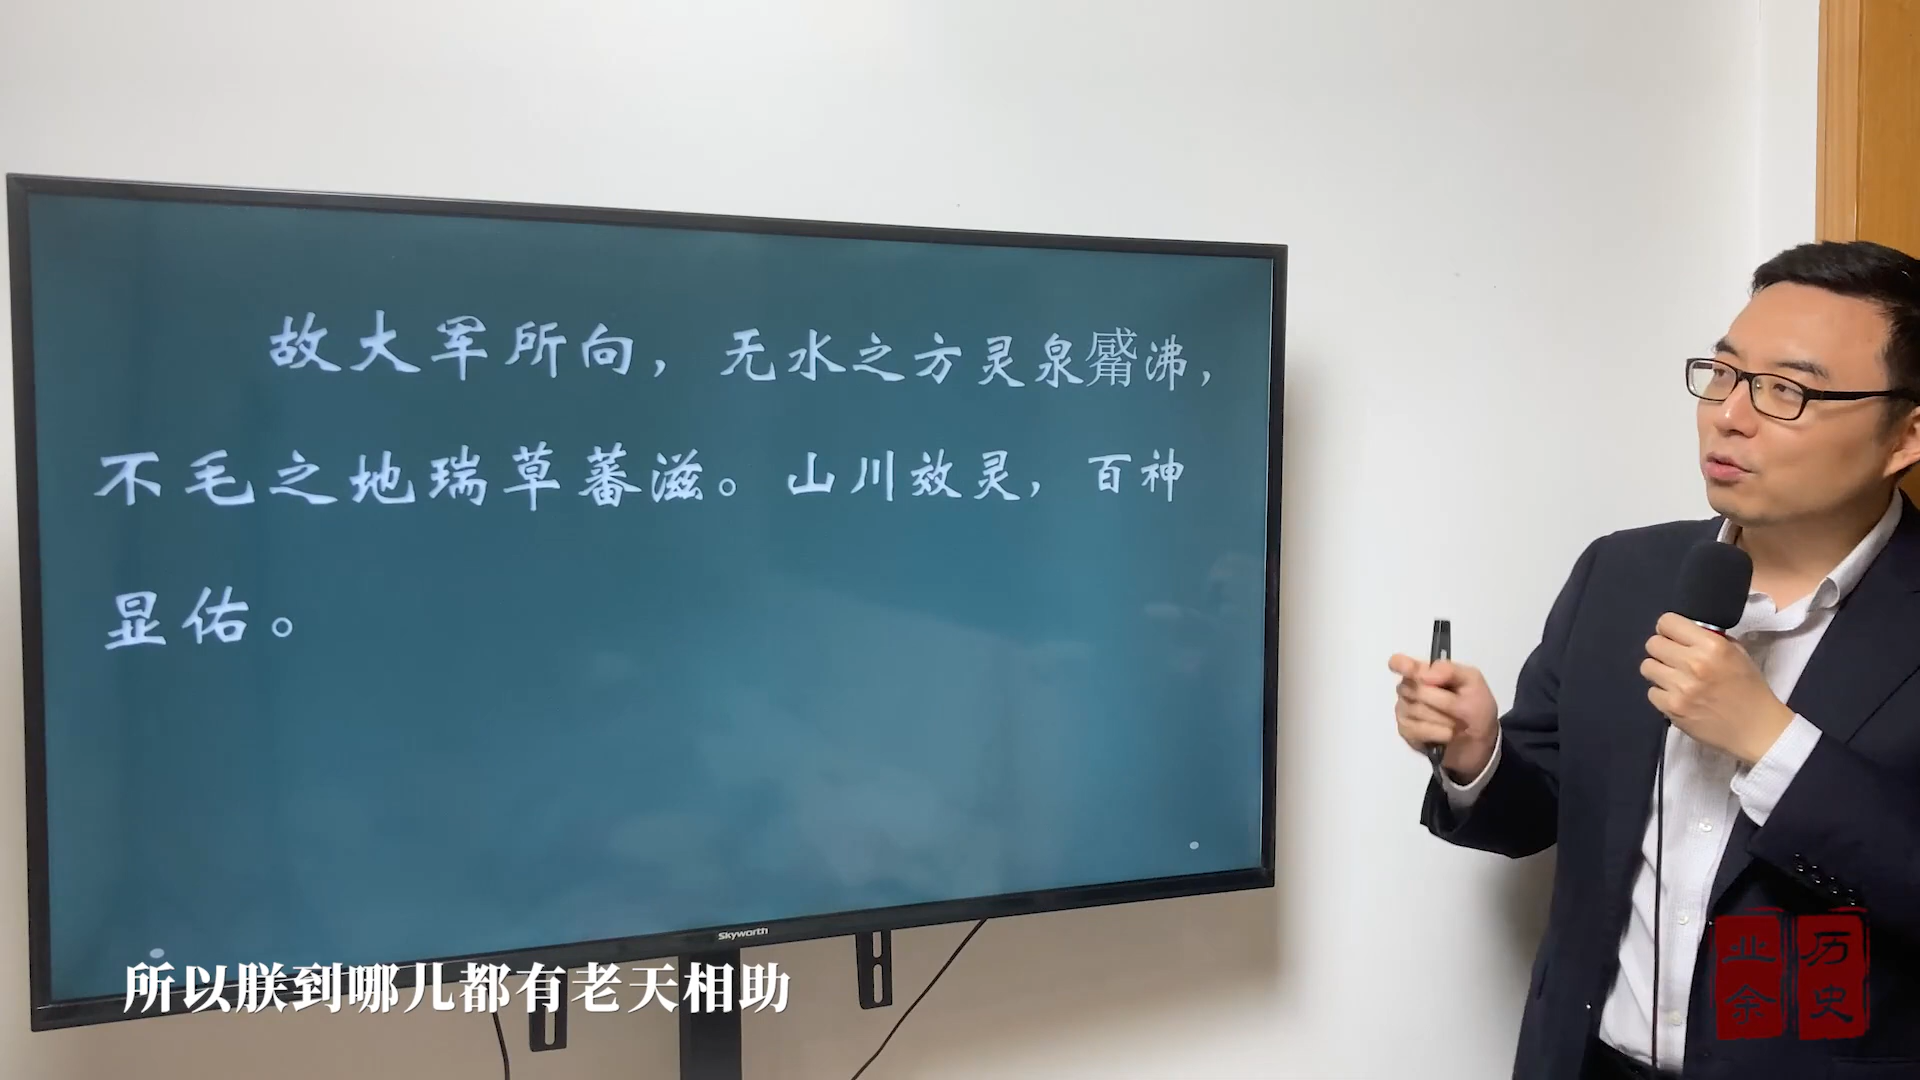 故大军所向，无水之方灵泉觱沸，
不毛之地瑞草蕃滋。山川效灵，百神
显佑。
Skyworth
所以朕到哪儿都有老天相助
历史
业余